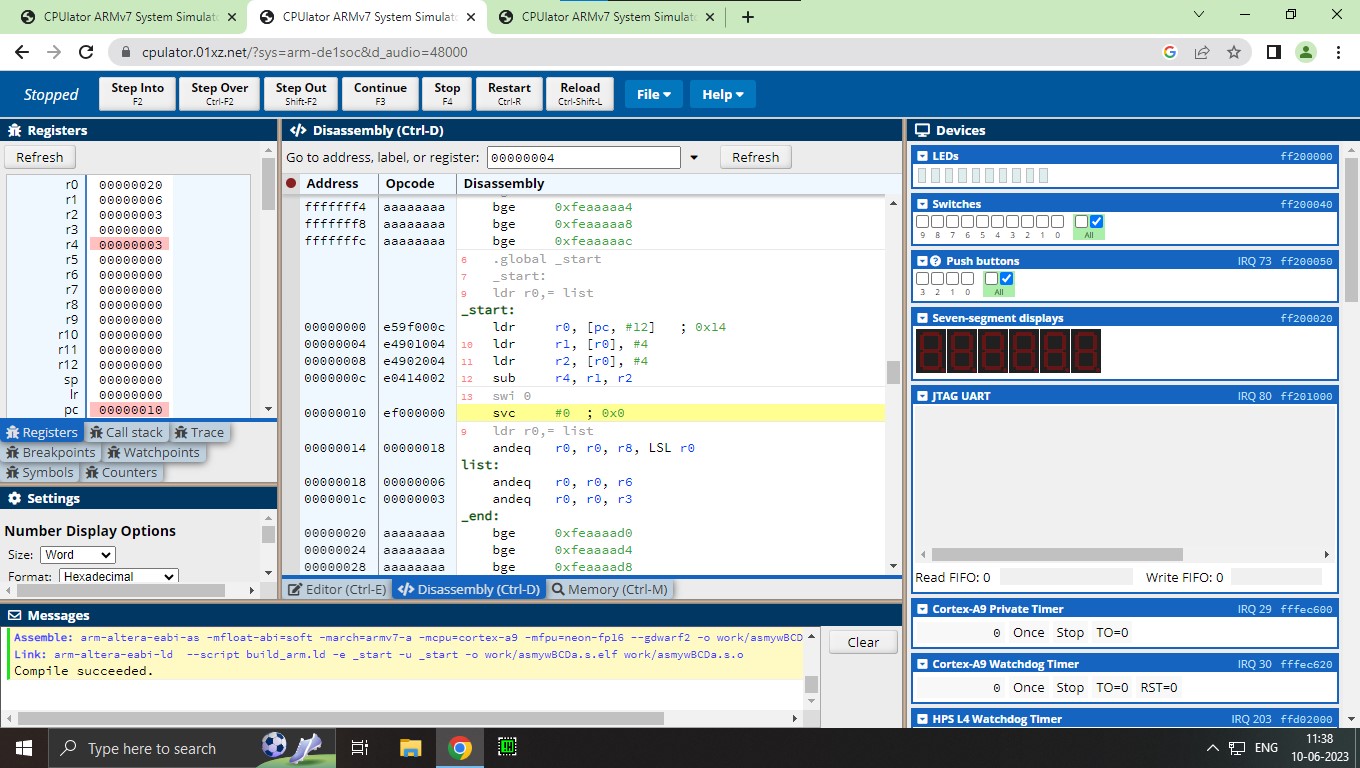 CPUlator ARMv7 System Simulat
CPUlator ARMv7 System Simulat
CPUlator ARMv7 System Simulat
cpulator.01xz.net/?sys=arm-de1soc&d_audio=48000
Stopped
Step Into F2
Step Over Ctrl-F2
Step Out Shift-F2
Continue F3
Stop F4
Restart Ctrl-R
Reload Ctrl-Shift-L
File
Help
Registers
Refresh
r0 00000020
r1 00000006
r2 00000003
r3 00000000
r4 00000003
r5 00000000
r6 00000000
r7 00000000
r8 00000000
r9 00000000
r10 00000000
r11 00000000
r12 00000000
sp 00000000
lr 00000000
pc 00000010
Registers Call stack Trace
Breakpoints Watchpoints
Symbols Counters
Settings
Number Display Options
Size: Word
Format: Hexadecimal
Disassembly (Ctrl-D)
Go to address, label, or register: 00000004 Refresh
Address Opcode Disassembly
fffffff4 aaaaaaaa bge 0xfeaaaaa4
fffffff8 aaaaaaaa bge 0xfeaaaaa8
fffffffc aaaaaaaa bge 0xfeaaaaac
6 .global _start
7 _start:
9 ldr r0,= list
_start:
00000000 e59f000c ldr r0, [pc, #12] ; 0x14
00000004 e4901004 10 ldr r1, [r0], #4
00000008 e4902004 11 ldr r2, [r0], #4
0000000c e0414002 12 sub r4, r1, r2
13 swi 0
00000010 ef000000 svc #0 ; 0x0
9 ldr r0,= list
00000014 00000018 andeq r0, r0, r8, LSL r0
list:
00000018 00000006 andeq r0, r0, r6
0000001c 00000003 andeq r0, r0, r3
_end:
00000020 aaaaaaaa bge 0xfeaaaad0
00000024 aaaaaaaa bge 0xfeaaaad4
00000028 aaaaaaaa bge 0xfeaaaad8
Editor (Ctrl-E) Disassembly (Ctrl-D) Memory (Ctrl-M)
Messages
Assemble: arm-altera-eabi-as -mfloat-abi=soft -march=armv7-a -mcpu=cortex-a9 -mfpu=neon-fp16 --gdwarf2 -o work/asmywBCD
Link: arm-altera-eabi-ld --script build_arm.ld -e _start -u _start -o work/asmywBCDa.s.elf work/asmywBCDa.s.o
Compile succeeded.
Clear
Devices
LEDs ff200000
Switches ff200040
9 8 7 6 5 4 3 2 1 0 All
Push buttons IRQ 73 ff200050
3 2 1 0 All
Seven-segment displays ff200020
JTAG UART IRQ 80 ff201000
Read FIFO: 0 Write FIFO: 0
Cortex-A9 Private Timer IRQ 29 fffec600
0 Once Stop TO=0
Cortex-A9 Watchdog Timer IRQ 30 fffec620
0 Once Stop TO=0 RST=0
HPS L4 Watchdog Timer IRQ 203 ffd02000
Type here to search
ENG
11:38
10-06-2023